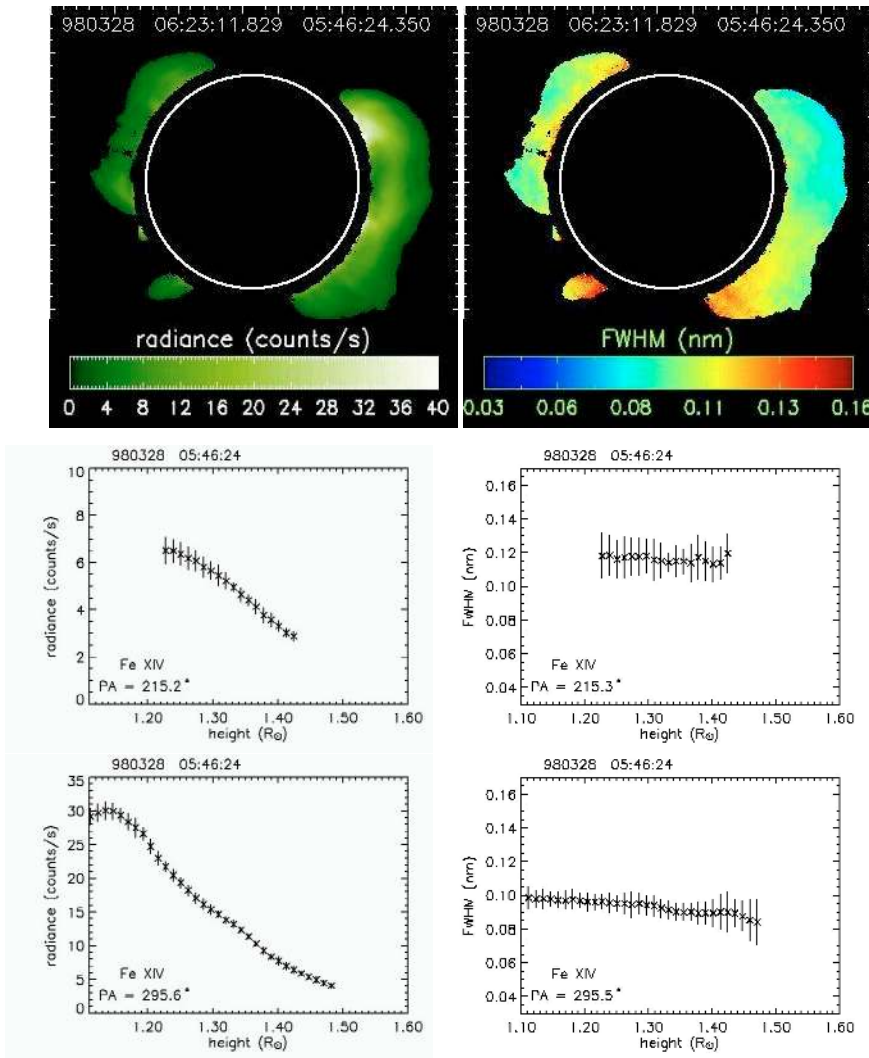 980328 06:23:11.829 05:46:24.350
radiance (counts/s)
0 4 8 12 16 20 24 28 32 36 40
980328 06:23:11.829 05:46:24.350
FWHM (nm)
0.03 0.06 0.08 0.11 0.13 0.16
980328 05:46:24
radiance (counts/s)
10
8
6
4
2
0
Fe XIV
PA = 215.2°
1.20 1.30 1.40 1.50 1.60
height (R☉)
980328 05:46:24
FWHM (nm)
0.16
0.14
0.12
0.10
0.08
0.06
0.04
Fe XIV
PA = 215.3°
1.10 1.20 1.30 1.40 1.50 1.60
height (R☉)
980328 05:46:24
radiance (counts/s)
35
30
25
20
15
10
5
0
Fe XIV
PA = 295.6°
1.20 1.30 1.40 1.50 1.60
height (R☉)
980328 05:46:24
FWHM (nm)
0.16
0.14
0.12
0.10
0.08
0.06
0.04
Fe XIV
PA = 295.5°
1.10 1.20 1.30 1.40 1.50 1.60
height (R☉)